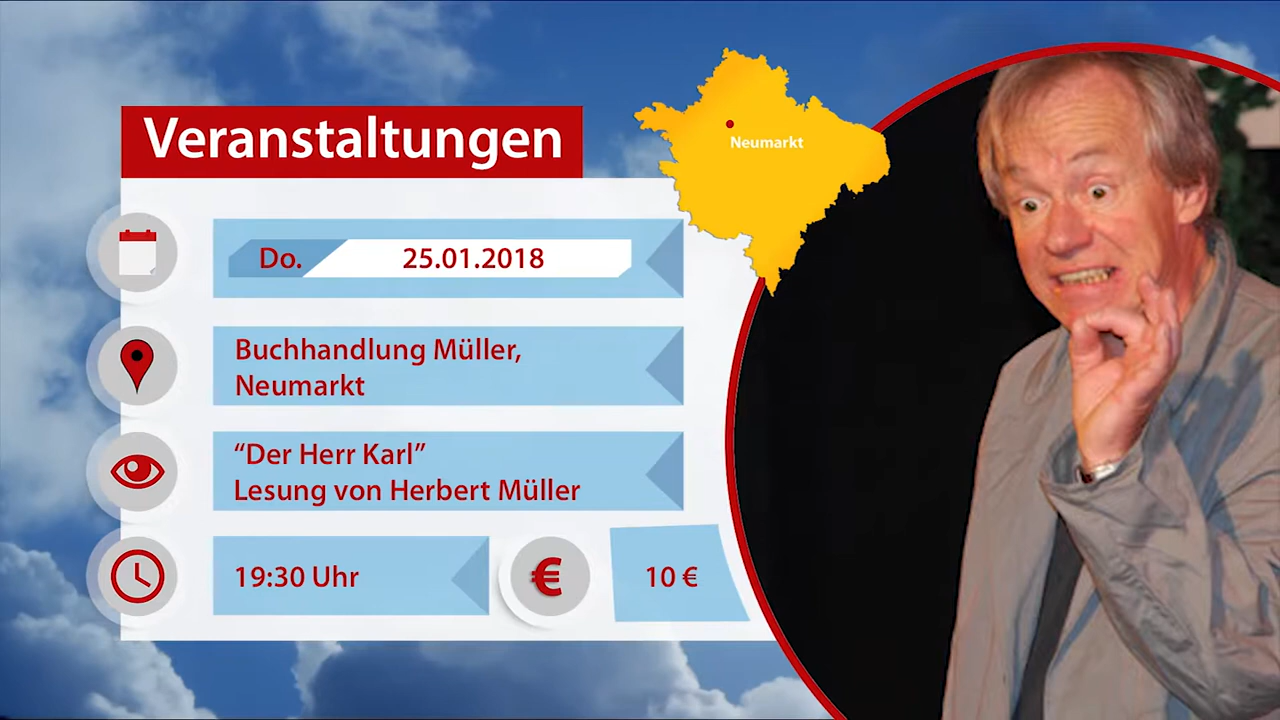 Veranstaltungen
Neumarkt
Do. 25.01.2018
Buchhandlung Müller,
Neumarkt
“Der Herr Karl”
Lesung von Herbert Müller
19:30 Uhr
€
10 €